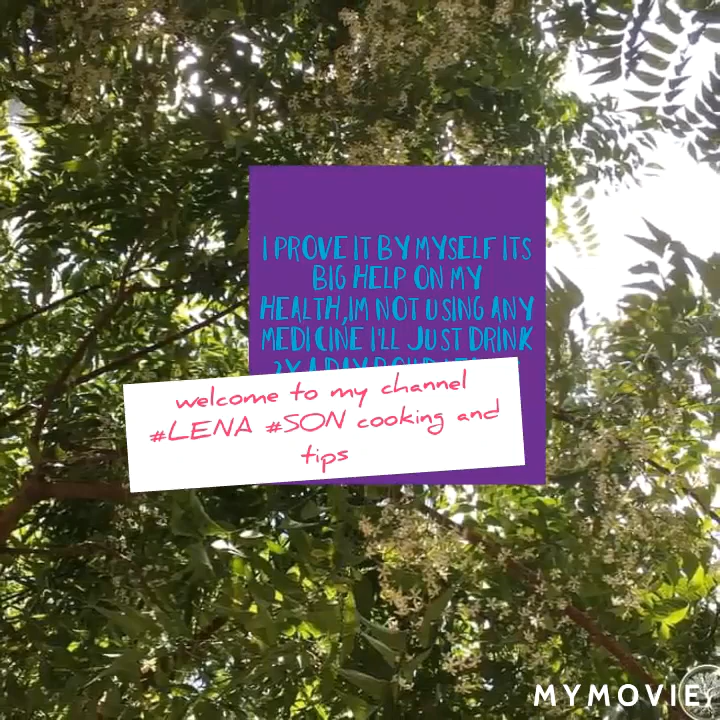 I PROVE IT BY MYSELF ITS
BIG HELP ON MY
HEALTH,IM NOT USING ANY
MEDICINE I'LL JUST DRINK
welcome to my channel
#LENA #SON cooking and
tips
MYMOVIE